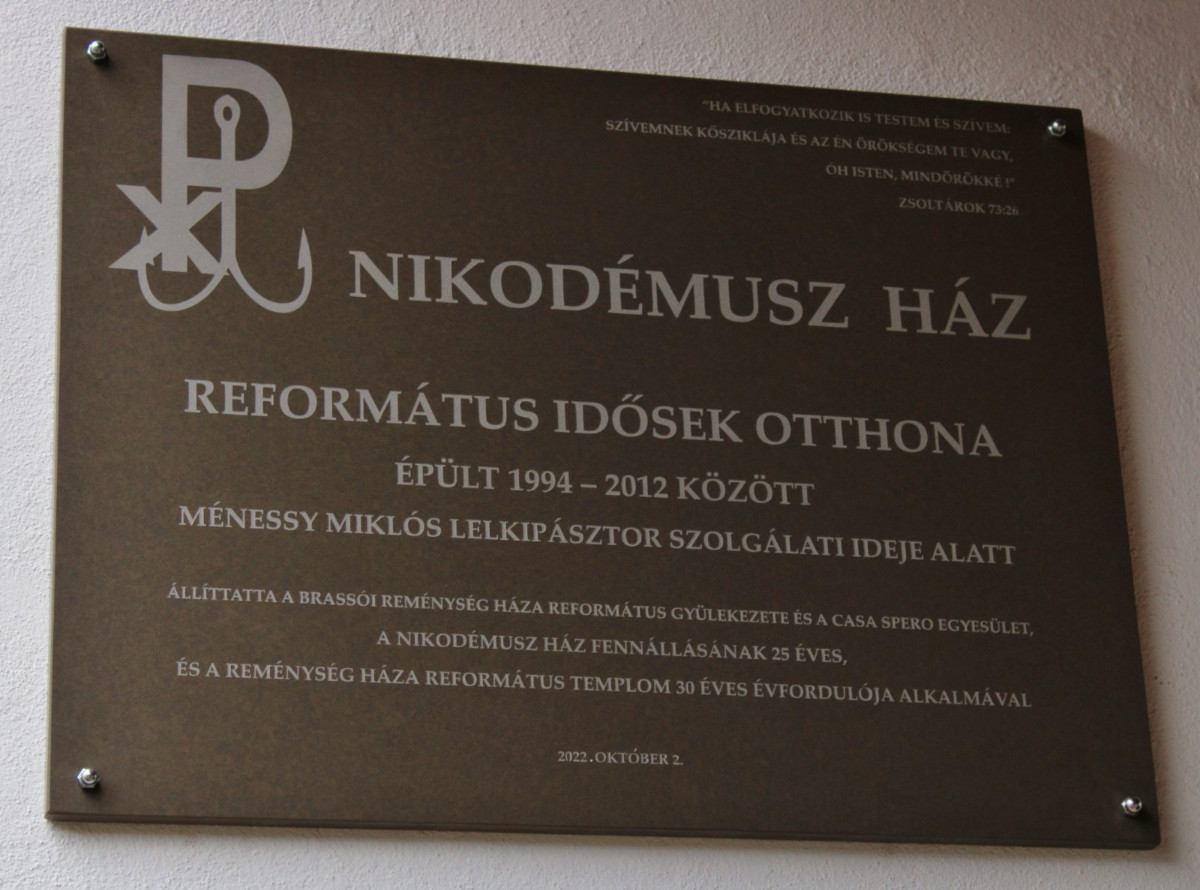 "HA ELFOGYATKOZIK IS TESTEM ÉS SZÍVEM:
SZÍVEMNEK KŐSZIKLÁJA ÉS AZ ÉN ÖRÖKSÉGEM TE VAGY,
ÓH ISTEN, MINDÖRÖKKÉ !"
ZSOLTÁROK 73:26
NIKODÉMUSZ HÁZ
REFORMÁTUS IDŐSEK OTTHONA
ÉPÜLT 1994 – 2012 KÖZÖTT
MÉNESSY MIKLÓS LELKIPÁSZTOR SZOLGÁLATI IDEJE ALATT
ÁLLÍTTATTA A BRASSÓI REMÉNYSÉG HÁZA REFORMÁTUS GYÜLEKEZETE ÉS A CASA SPERO EGYESÜLET,
A NIKODÉMUSZ HÁZ FENNÁLLÁSÁNAK 25 ÉVES,
ÉS A REMÉNYSÉG HÁZA REFORMÁTUS TEMPLOM 30 ÉVES ÉVFORDULÓJA ALKALMÁVAL
2022.OKTÓBER 2.